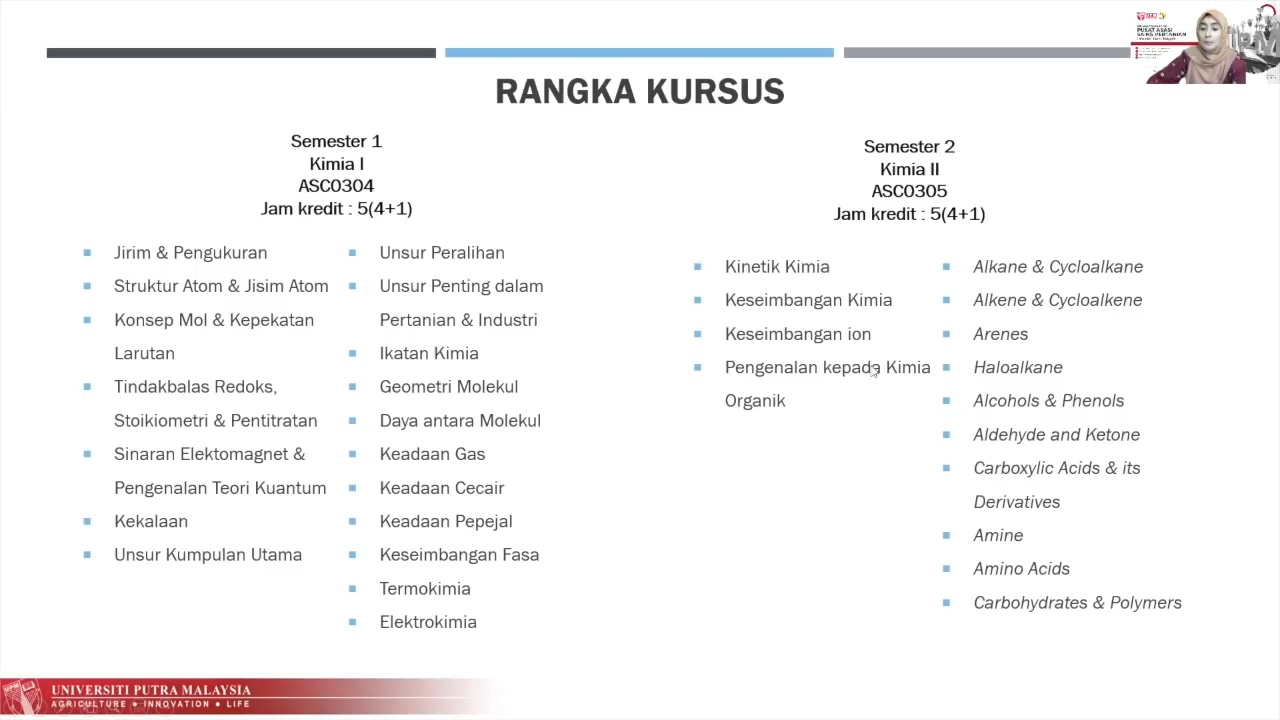 PUSAT ASASI
SAINS PERTANIAN
RANGKA KURSUS
Semester 1
Kimia I
ASC0304
Jam kredit : 5(4+1)
Jirim & Pengukuran
Struktur Atom & Jisim Atom
Konsep Mol & Kepekatan
Larutan
Tindakbalas Redoks,
Stoikiometri & Pentitratan
Sinaran Elektomagnet &
Pengenalan Teori Kuantum
Kekalaan
Unsur Kumpulan Utama
Unsur Peralihan
Unsur Penting dalam
Pertanian & Industri
Ikatan Kimia
Geometri Molekul
Daya antara Molekul
Keadaan Gas
Keadaan Cecair
Keadaan Pepejal
Keseimbangan Fasa
Termokimia
Elektrokimia
Semester 2
Kimia II
ASC0305
Jam kredit : 5(4+1)
Kinetik Kimia
Keseimbangan Kimia
Keseimbangan ion
Pengenalan kepada Kimia
Organik
Alkane & Cycloalkane
Alkene & Cycloalkene
Arenes
Haloalkane
Alcohols & Phenols
Aldehyde and Ketone
Carboxylic Acids & its
Derivatives
Amine
Amino Acids
Carbohydrates & Polymers
UNIVERSITI PUTRA MALAYSIA
AGRICULTURE • INNOVATION • LIFE